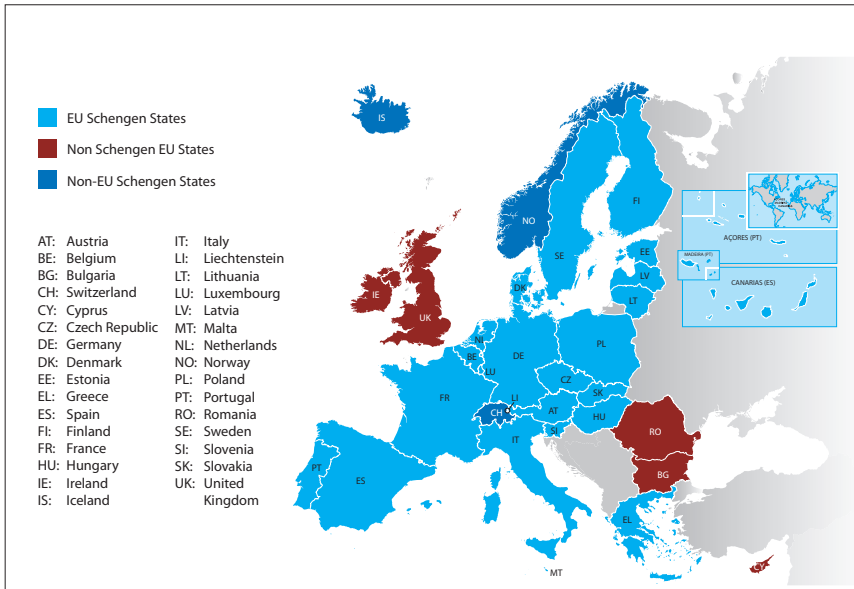 EU Schengen States
Non Schengen EU States
Non-EU Schengen States
AT: Austria
BE: Belgium
BG: Bulgaria
CH: Switzerland
CY: Cyprus
CZ: Czech Republic
DE: Germany
DK: Denmark
EE: Estonia
EL: Greece
ES: Spain
FI: Finland
FR: France
HU: Hungary
IE: Ireland
IS: Iceland
IT: Italy
LI: Liechtenstein
LT: Lithuania
LU: Luxembourg
LV: Latvia
MT: Malta
NL: Netherlands
NO: Norway
PL: Poland
PT: Portugal
RO: Romania
SE: Sweden
SI: Slovenia
SK: Slovakia
UK: United
Kingdom
IS
NO
SE
FI
EE
LV
LT
DK
IE
UK
NL
BE
LU
DE
PL
CZ
SK
LI
CH
AT
HU
SI
FR
IT
RO
BG
PT
ES
EL
MT
CY
AÇORES (PT)
MADEIRA (PT)
CANARIAS (ES)